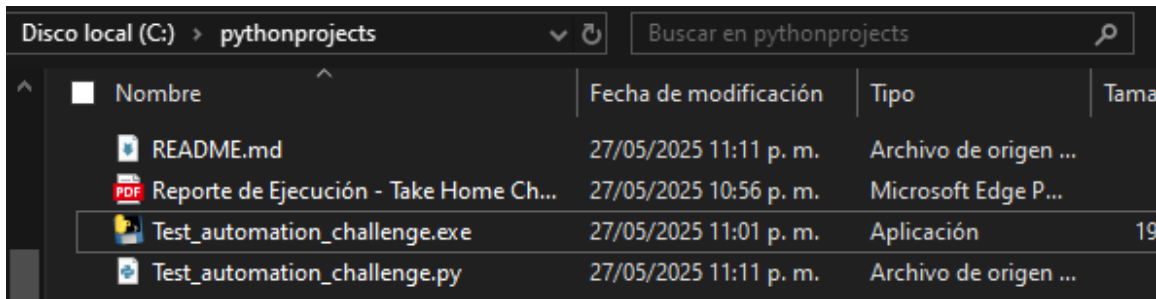 Disco local (C:) > pythonprojects Buscar en pythonprojects
Nombre Fecha de modificación Tipo Tama
README.md 27/05/2025 11:11 p. m. Archivo de origen ...
PDF Reporte de Ejecución - Take Home Ch... 27/05/2025 10:56 p. m. Microsoft Edge P...
Test_automation_challenge.exe 27/05/2025 11:01 p. m. Aplicación 19
Test_automation_challenge.py 27/05/2025 11:11 p. m. Archivo de origen ...